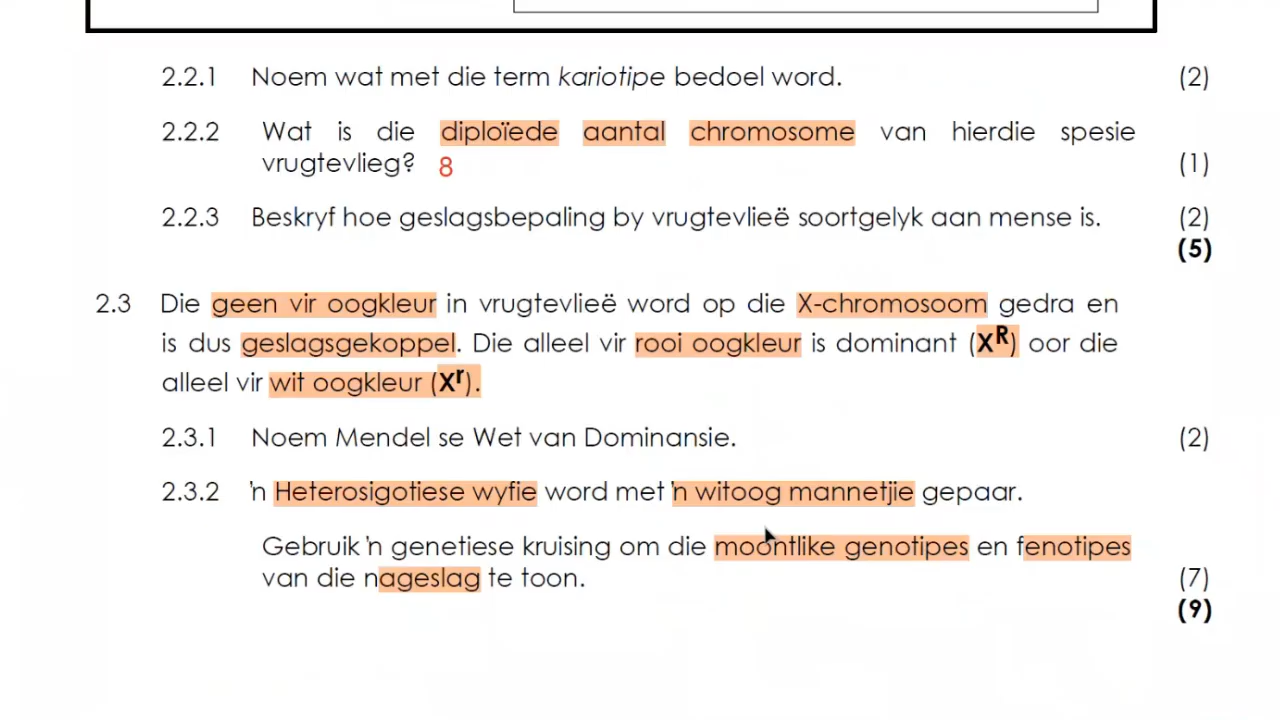 2.2.1 Noem wat met die term kariotipe bedoel word. (2)
2.2.2 Wat is die diploïede aantal chromosome van hierdie spesie
vrugtevlieg? 8 (1)
2.2.3 Beskryf hoe geslagsbepaling by vrugtevlieë soortgelyk aan mense is. (2)
(5)
2.3 Die geen vir oogkleur in vrugtevlieë word op die X-chromosoom gedra en
is dus geslagsgekoppel. Die alleel vir rooi oogkleur is dominant (Xᴿ) oor die
alleel vir wit oogkleur (Xʳ).
2.3.1 Noem Mendel se Wet van Dominansie. (2)
2.3.2 'n Heterosigotiese wyfie word met 'n witoog mannetjie gepaar.
Gebruik 'n genetiese kruising om die moontlike genotipes en fenotipes
van die nageslag te toon. (7)
(9)